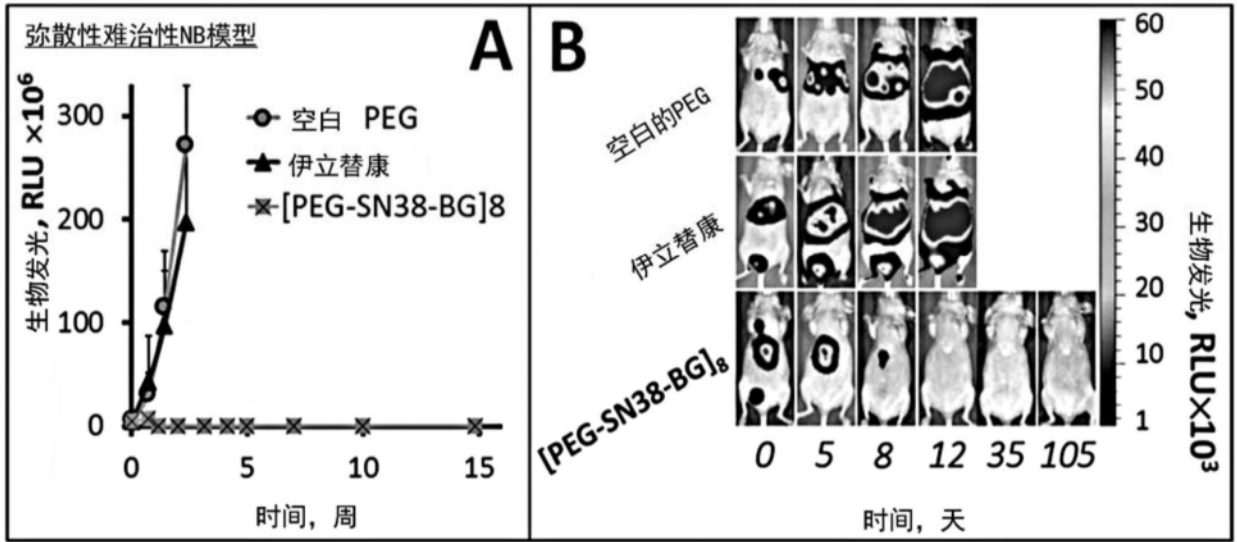 弥散性难治性NB模型
A
300
200
100
0
生物发光, RLU ×10⁶
空白 PEG
伊立替康
[PEG-SN38-BG]8
0 5 10 15
时间, 周
B
空白的PEG
伊立替康
[PEG-SN38-BG]₈
0 5 8 12 35 105
时间, 天
60
50
40
30
20
10
1
生物发光, RLU×10³